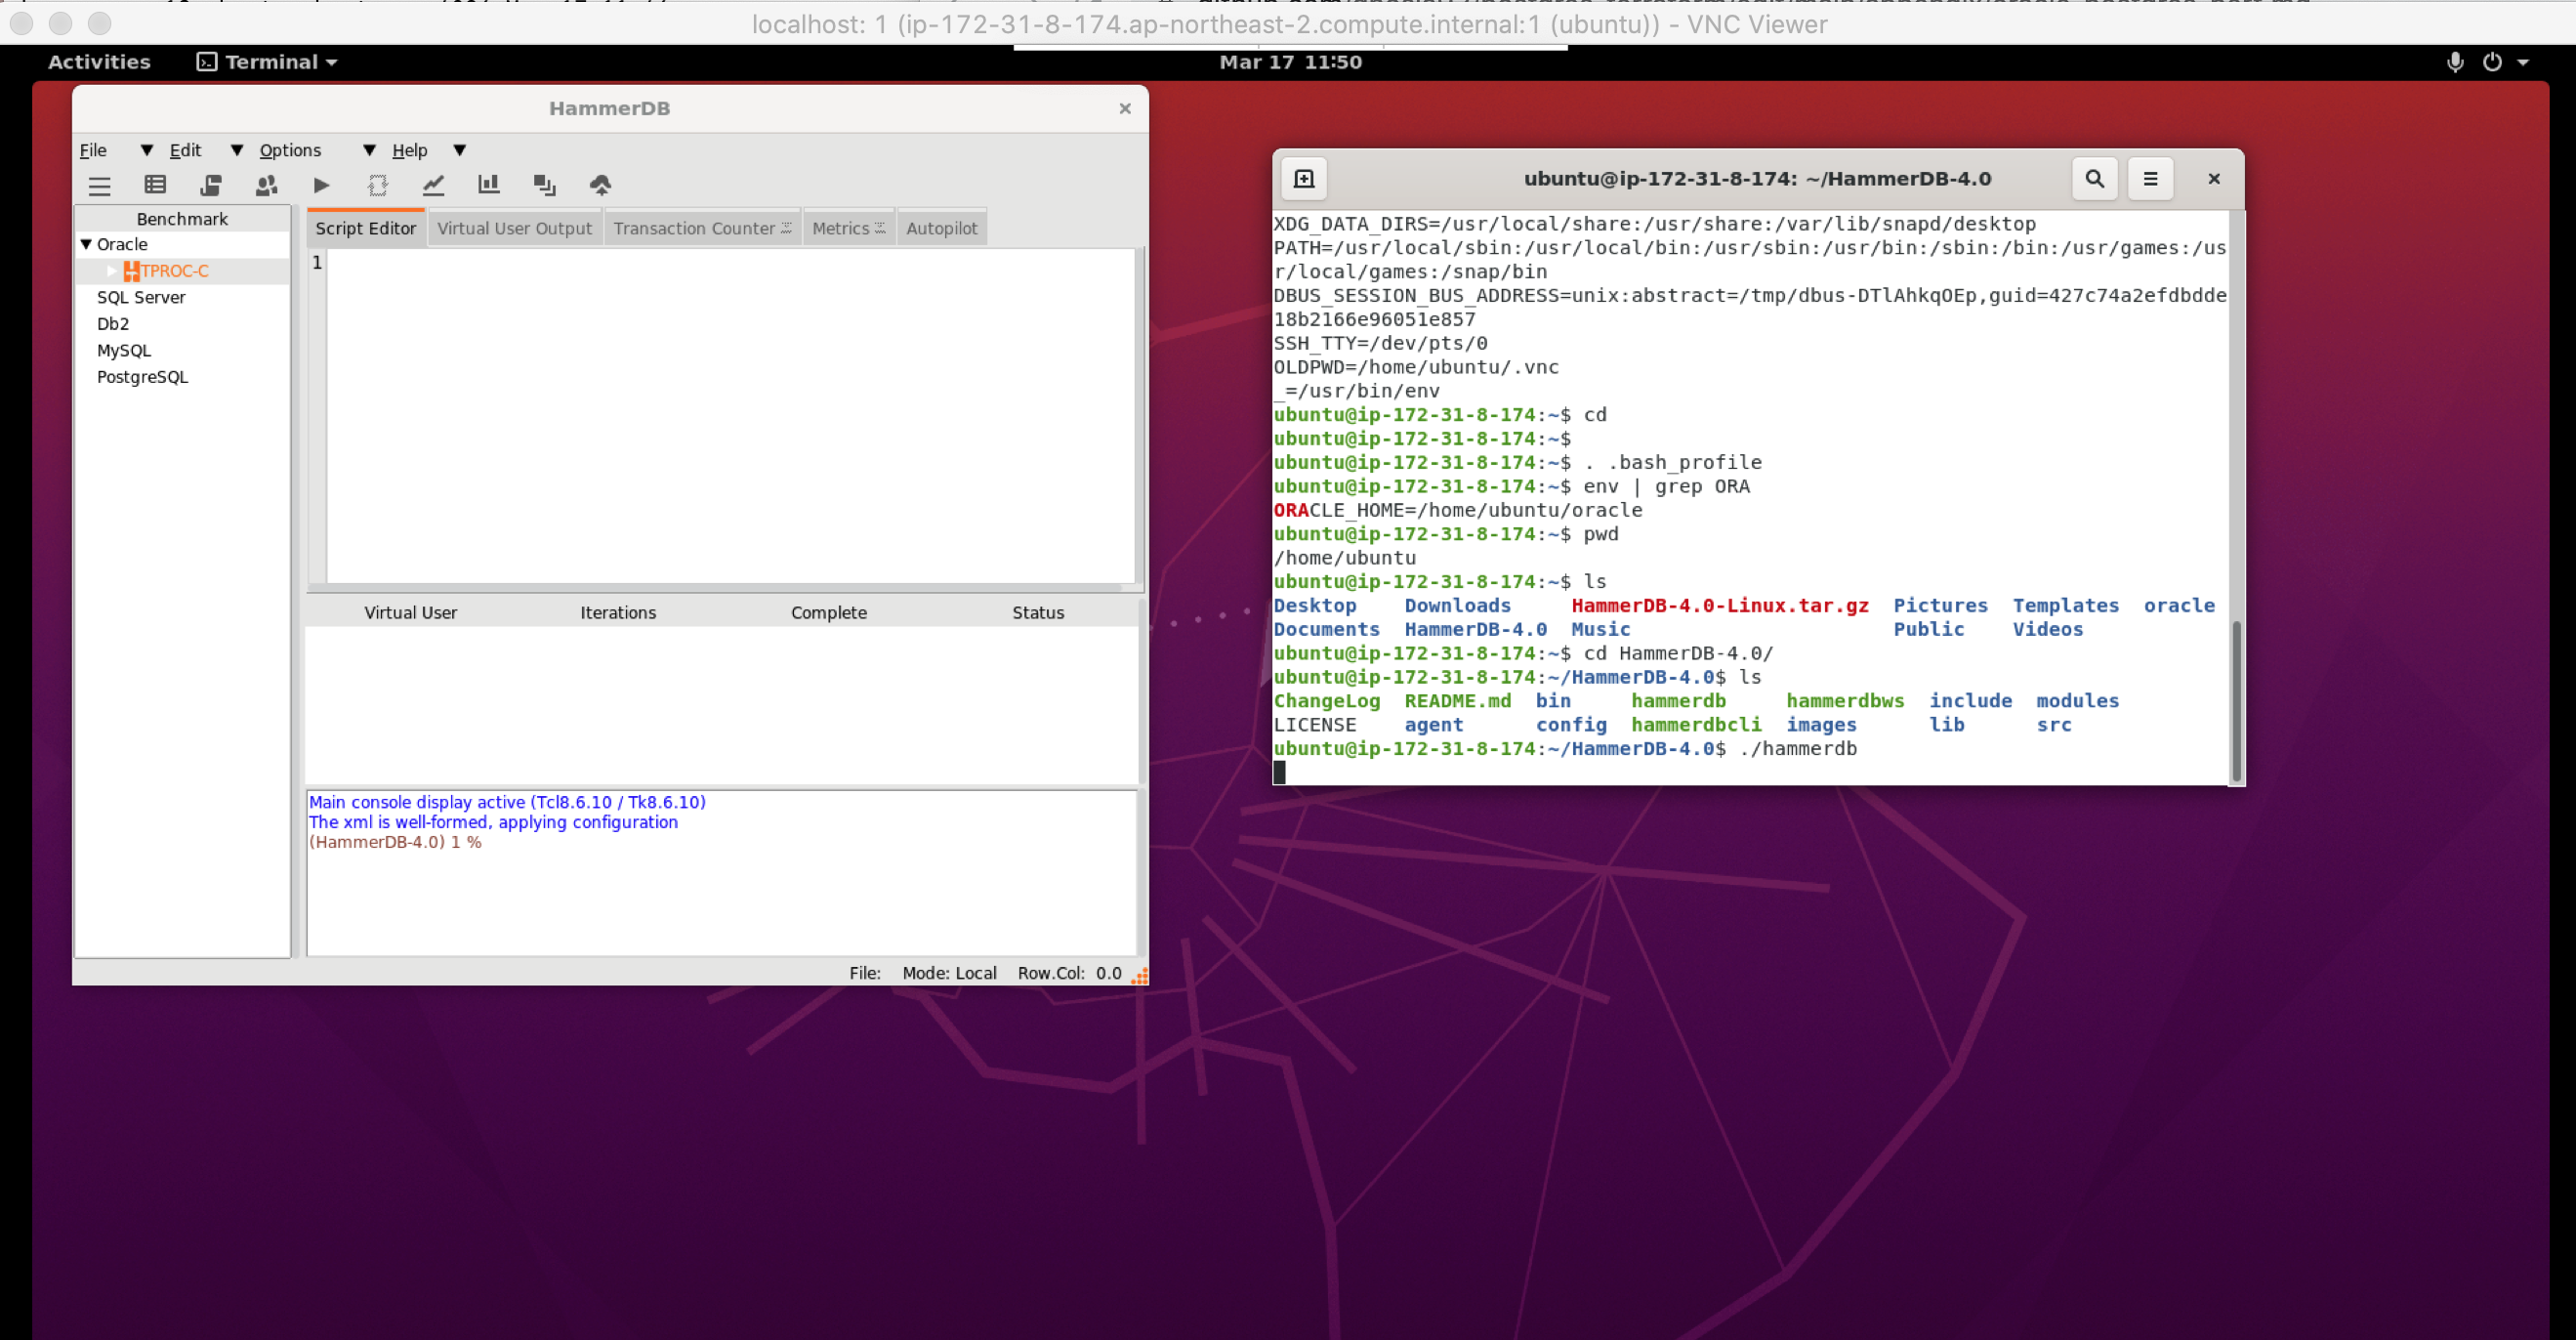 localhost: 1 (ip-172-31-8-174.ap-northeast-2.compute.internal:1 (ubuntu)) - VNC Viewer
Activities Terminal Mar 17 11:50
HammerDB
File Edit Options Help
Benchmark
Oracle
TPROC-C
SQL Server
Db2
MySQL
PostgreSQL
Script Editor Virtual User Output Transaction Counter Metrics Autopilot
1
Virtual User Iterations Complete Status
Main console display active (Tcl8.6.10 / Tk8.6.10)
The xml is well-formed, applying configuration
(HammerDB-4.0) 1 %
File: Mode: Local Row.Col: 0.0
ubuntu@ip-172-31-8-174: ~/HammerDB-4.0
XDG_DATA_DIRS=/usr/local/share:/usr/share:/var/lib/snapd/desktop
PATH=/usr/local/sbin:/usr/local/bin:/usr/sbin:/usr/bin:/sbin:/bin:/usr/games:/us
r/local/games:/snap/bin
DBUS_SESSION_BUS_ADDRESS=unix:abstract=/tmp/dbus-DTlAhkqOEp,guid=427c74a2efdbdde
18b2166e96051e857
SSH_TTY=/dev/pts/0
OLDPWD=/home/ubuntu/.vnc
_=/usr/bin/env
ubuntu@ip-172-31-8-174:~$ cd
ubuntu@ip-172-31-8-174:~$
ubuntu@ip-172-31-8-174:~$ . .bash_profile
ubuntu@ip-172-31-8-174:~$ env | grep ORA
ORACLE_HOME=/home/ubuntu/oracle
ubuntu@ip-172-31-8-174:~$ pwd
/home/ubuntu
ubuntu@ip-172-31-8-174:~$ ls
Desktop Downloads HammerDB-4.0-Linux.tar.gz Pictures Templates oracle
Documents HammerDB-4.0 Music Public Videos
ubuntu@ip-172-31-8-174:~$ cd HammerDB-4.0/
ubuntu@ip-172-31-8-174:~/HammerDB-4.0$ ls
ChangeLog README.md bin hammerdb hammerdbws include modules
LICENSE agent config hammerdbcli images lib src
ubuntu@ip-172-31-8-174:~/HammerDB-4.0$ ./hammerdb